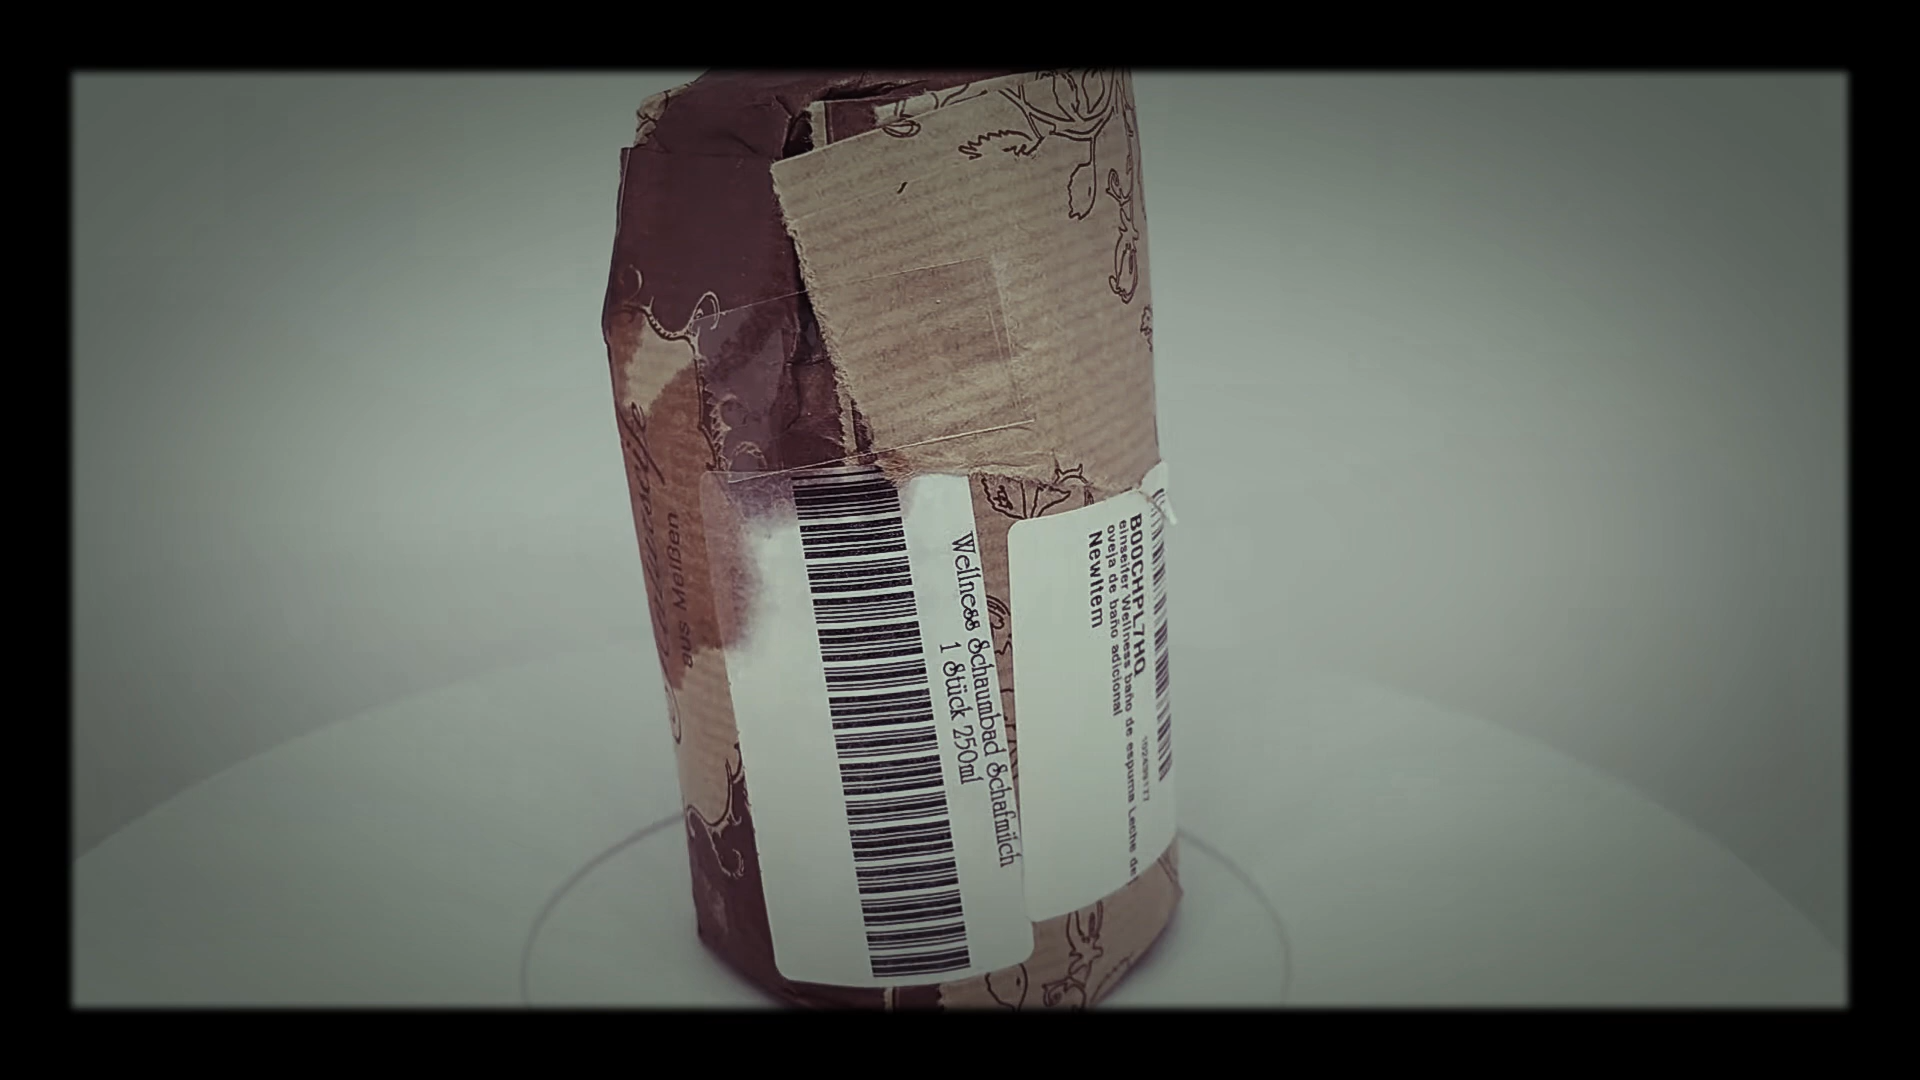 Wellness Schaumbad Schafmilch
1 Stück 250ml
B00CHPL7HQ
einseifer Wellness baño de espuma Leche de
oveja de baño adicional
NewItem
aus Meißen